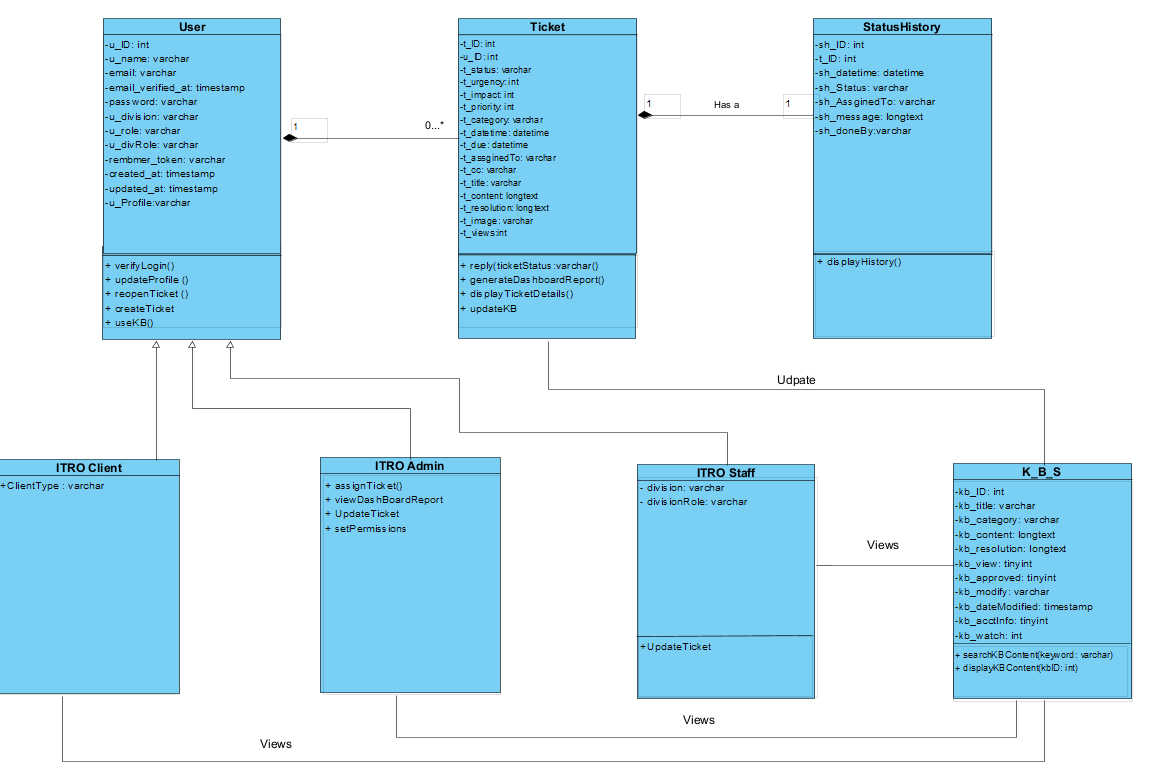 User
-u_ID: int
-u_name: varchar
-email: varchar
-email_verified_at: timestamp
-password: varchar
-u_division: varchar
-u_role: varchar
-u_divRole: varchar
-rembmer_token: varchar
-created_at: timestamp
-updated_at: timestamp
-u_Profile:varchar
+ verifyLogin()
+ updateProfile ()
+ reopenTicket ()
+ createTicket
+ useKB()
1
0...*
Ticket
-t_ID: int
-u_ID: int
-t_status: varchar
-t_urgency: int
-t_impact: int
-t_priority: int
-t_category: varchar
-t_datetime: datetime
-t_due: datetime
-t_assginedTo: varchar
-t_cc: varchar
-t_title: varchar
-t_content: longtext
-t_resolution: longtext
-t_image: varchar
-t_views:int
+ reply(ticketStatus:varchar()
+ generateDashboardReport()
+ displayTicketDetails()
+ updateKB
1
Has a
1
StatusHistory
-sh_ID: int
-t_ID: int
-sh_datetime: datetime
-sh_Status: varchar
-sh_AssginedTo: varchar
-sh_message: longtext
-sh_doneBy:varchar
+ displayHistory()
Udpate
ITRO Client
+ClientType : varchar
ITRO Admin
+ assignTicket()
+ viewDashBoardReport
+ UpdateTicket
+ setPermissions
ITRO Staff
- division: varchar
- divisionRole: varchar
+UpdateTicket
Views
K_B_S
-kb_ID: int
-kb_title: varchar
-kb_category: varchar
-kb_content: longtext
-kb_resolution: longtext
-kb_view: tinyint
-kb_approved: tinyint
-kb_modify: varchar
-kb_dateModified: timestamp
-kb_acctInfo: tinyint
-kb_watch: int
+ searchKBContent(keyword: varchar)
+ displayKBContent(kbID: int)
Views
Views